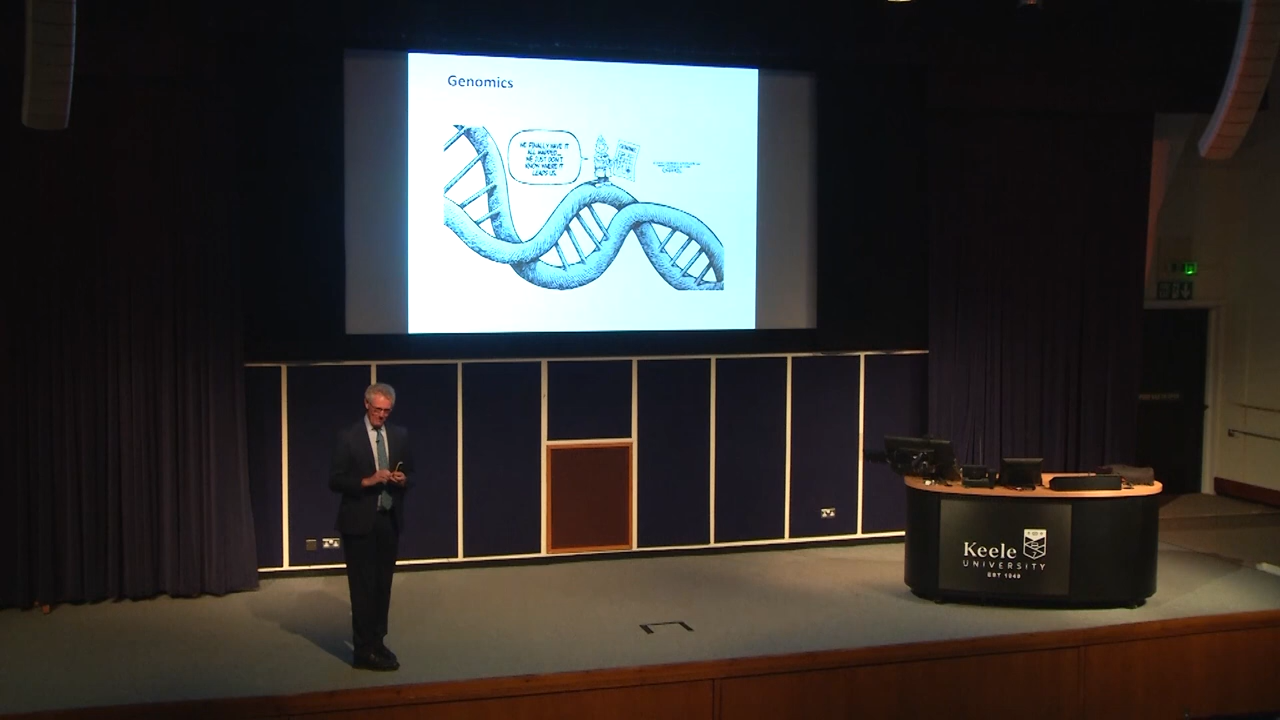 Genomics
WE FINALLY HAVE IT
ALL MAPPED...
WE JUST DON'T
KNOW WHERE IT
LEADS US.
Keele
UNIVERSITY
EST 1949